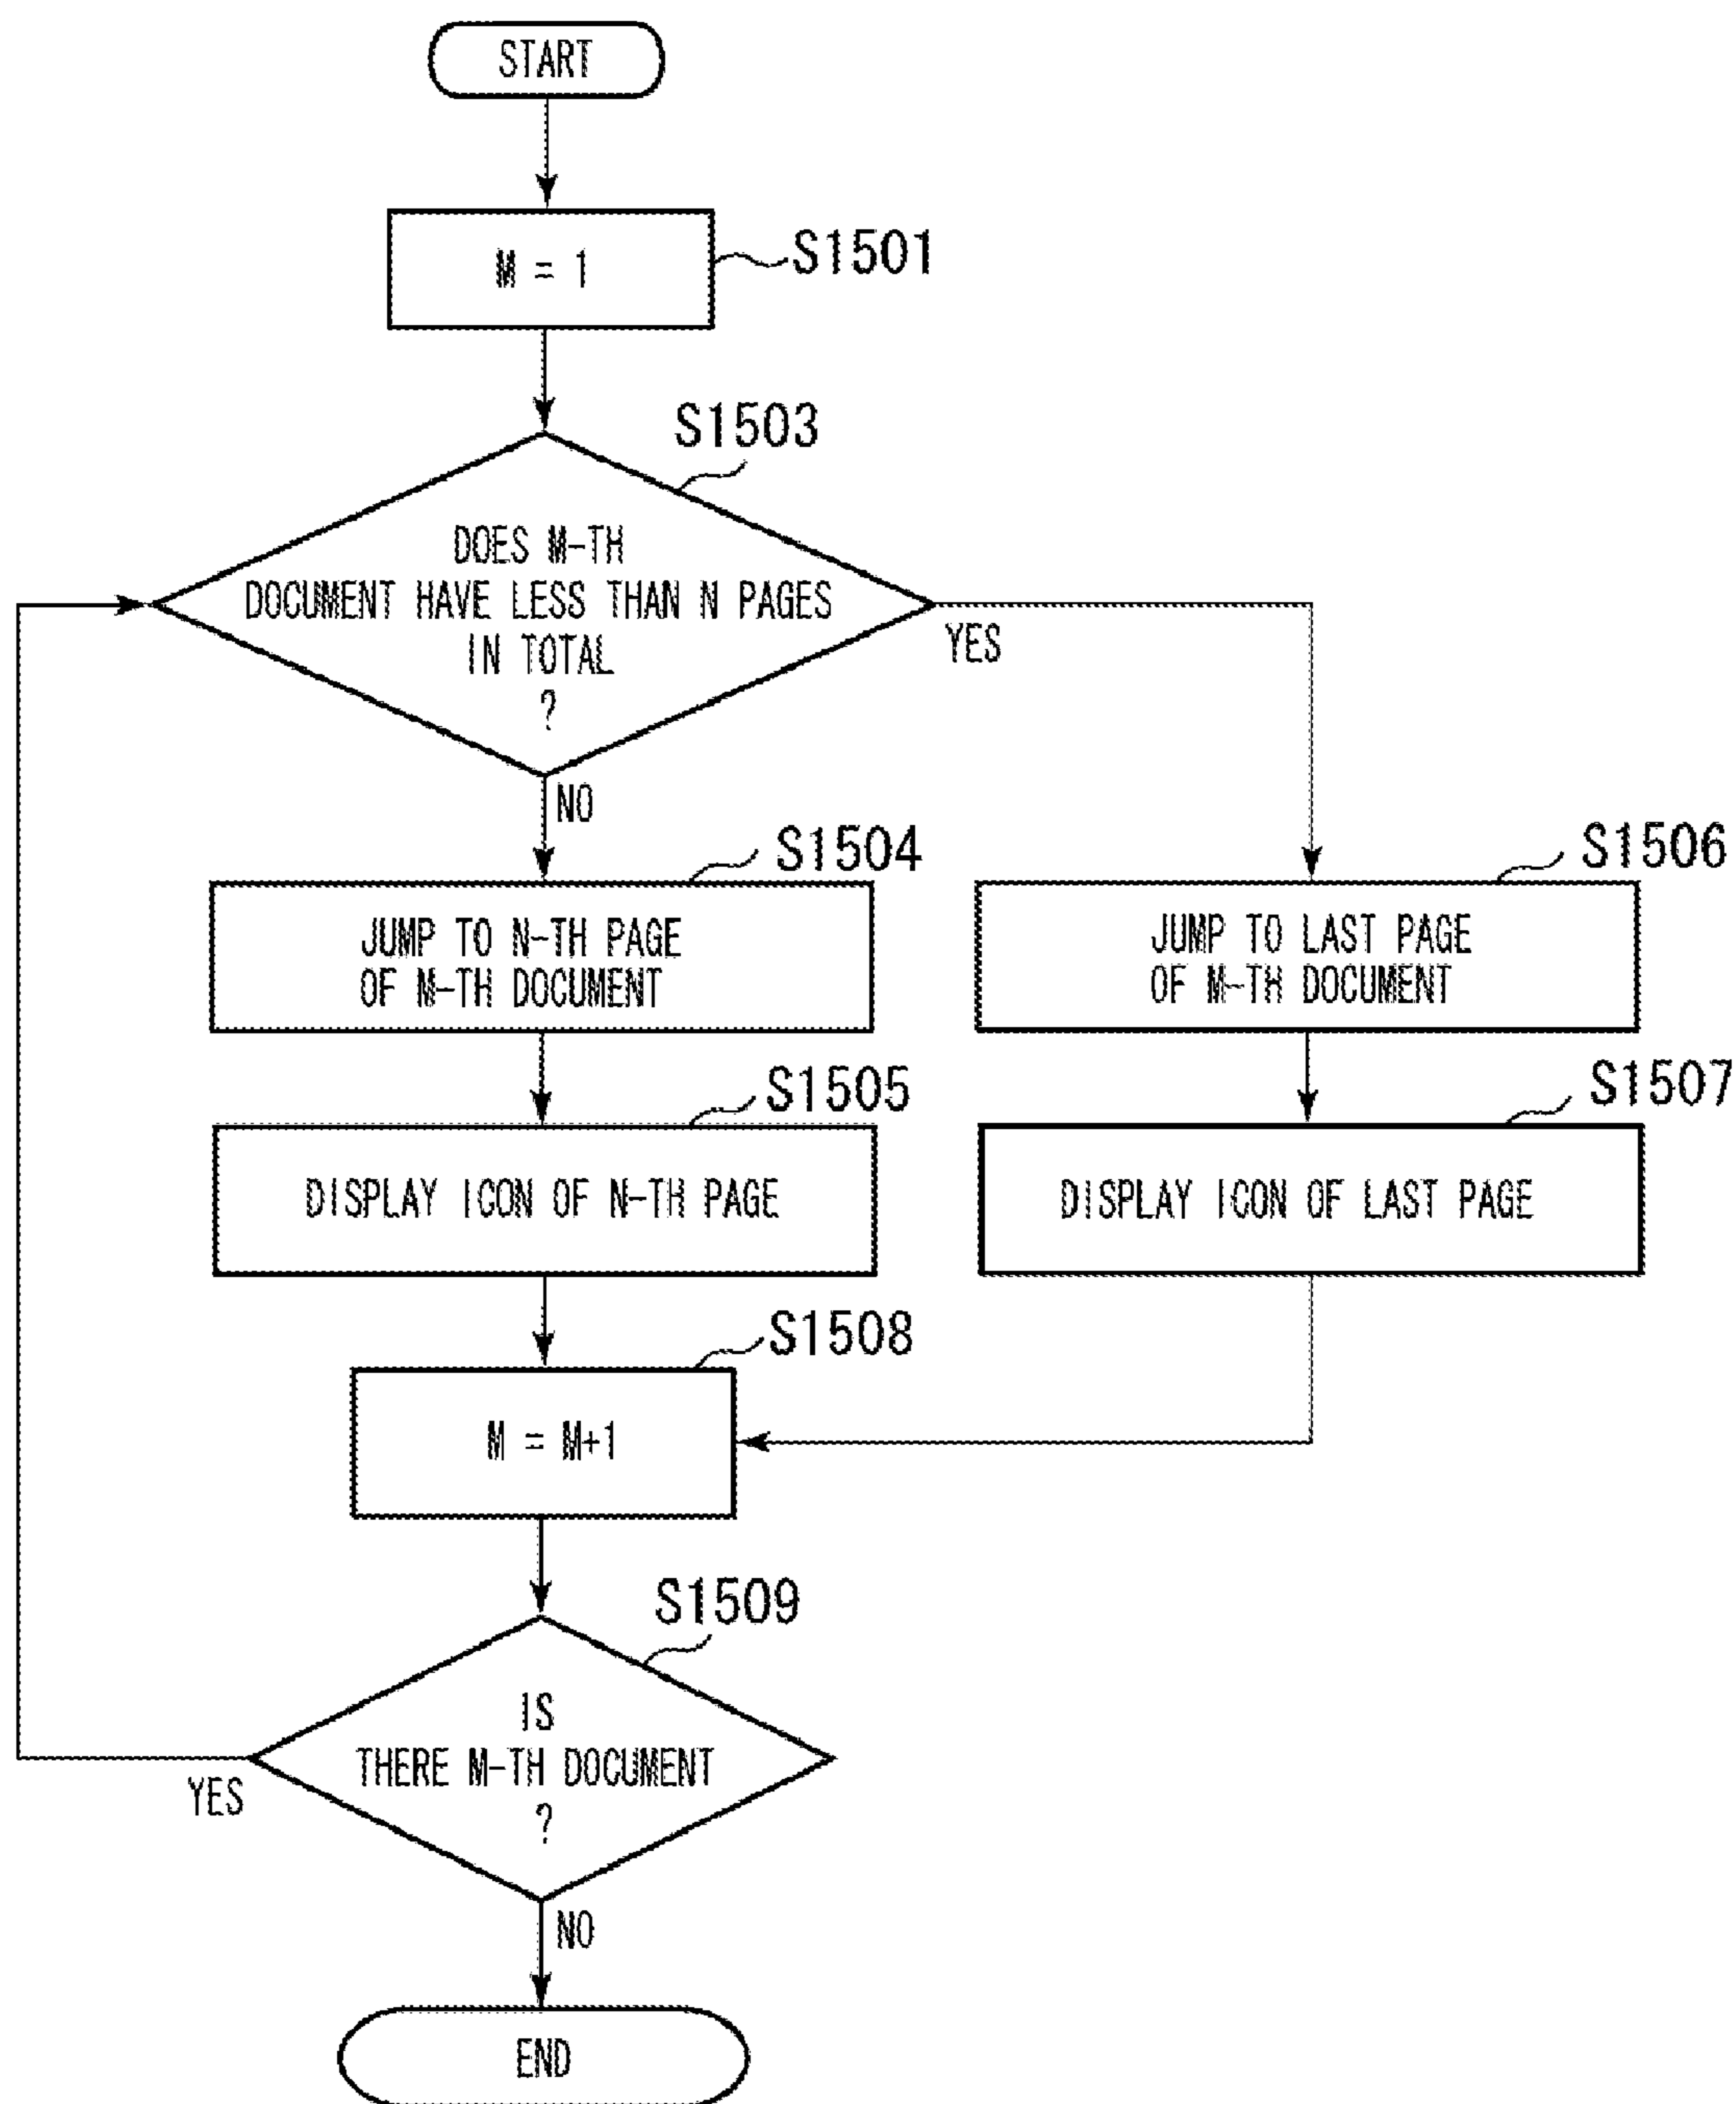 START
M = 1
S1501
S1503
DOES M-TH
DOCUMENT HAVE LESS THAN N PAGES
IN TOTAL
?
YES
NO
S1504
JUMP TO N-TH PAGE
OF M-TH DOCUMENT
S1506
JUMP TO LAST PAGE
OF M-TH DOCUMENT
S1505
DISPLAY ICON OF N-TH PAGE
S1507
DISPLAY ICON OF LAST PAGE
S1508
M = M+1
S1509
IS
THERE M-TH DOCUMENT
?
YES
NO
END